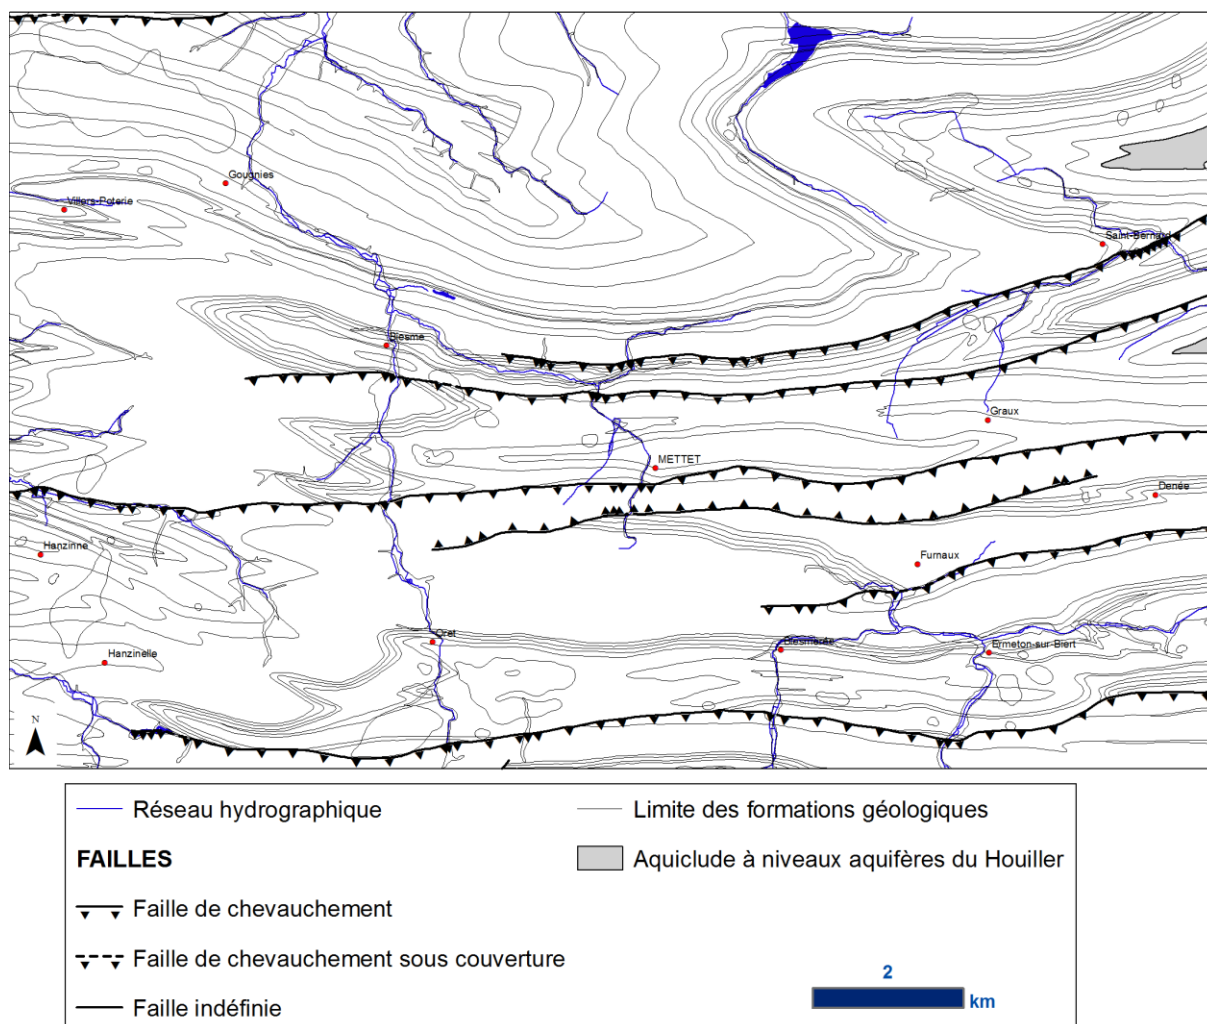 Gougnies
Villers-Poterie
Saint-Bernard
Biesme
Graux
METTET
Denée
Hanzinne
Furnaux
Oret
Biesmerée
Ermeton-sur-Biert
Hanzinelle
N
Réseau hydrographique
Limite des formations géologiques
FAILLES
Aquiclude à niveaux aquifères du Houiller
Faille de chevauchement
Faille de chevauchement sous couverture
Faille indéfinie
2
km